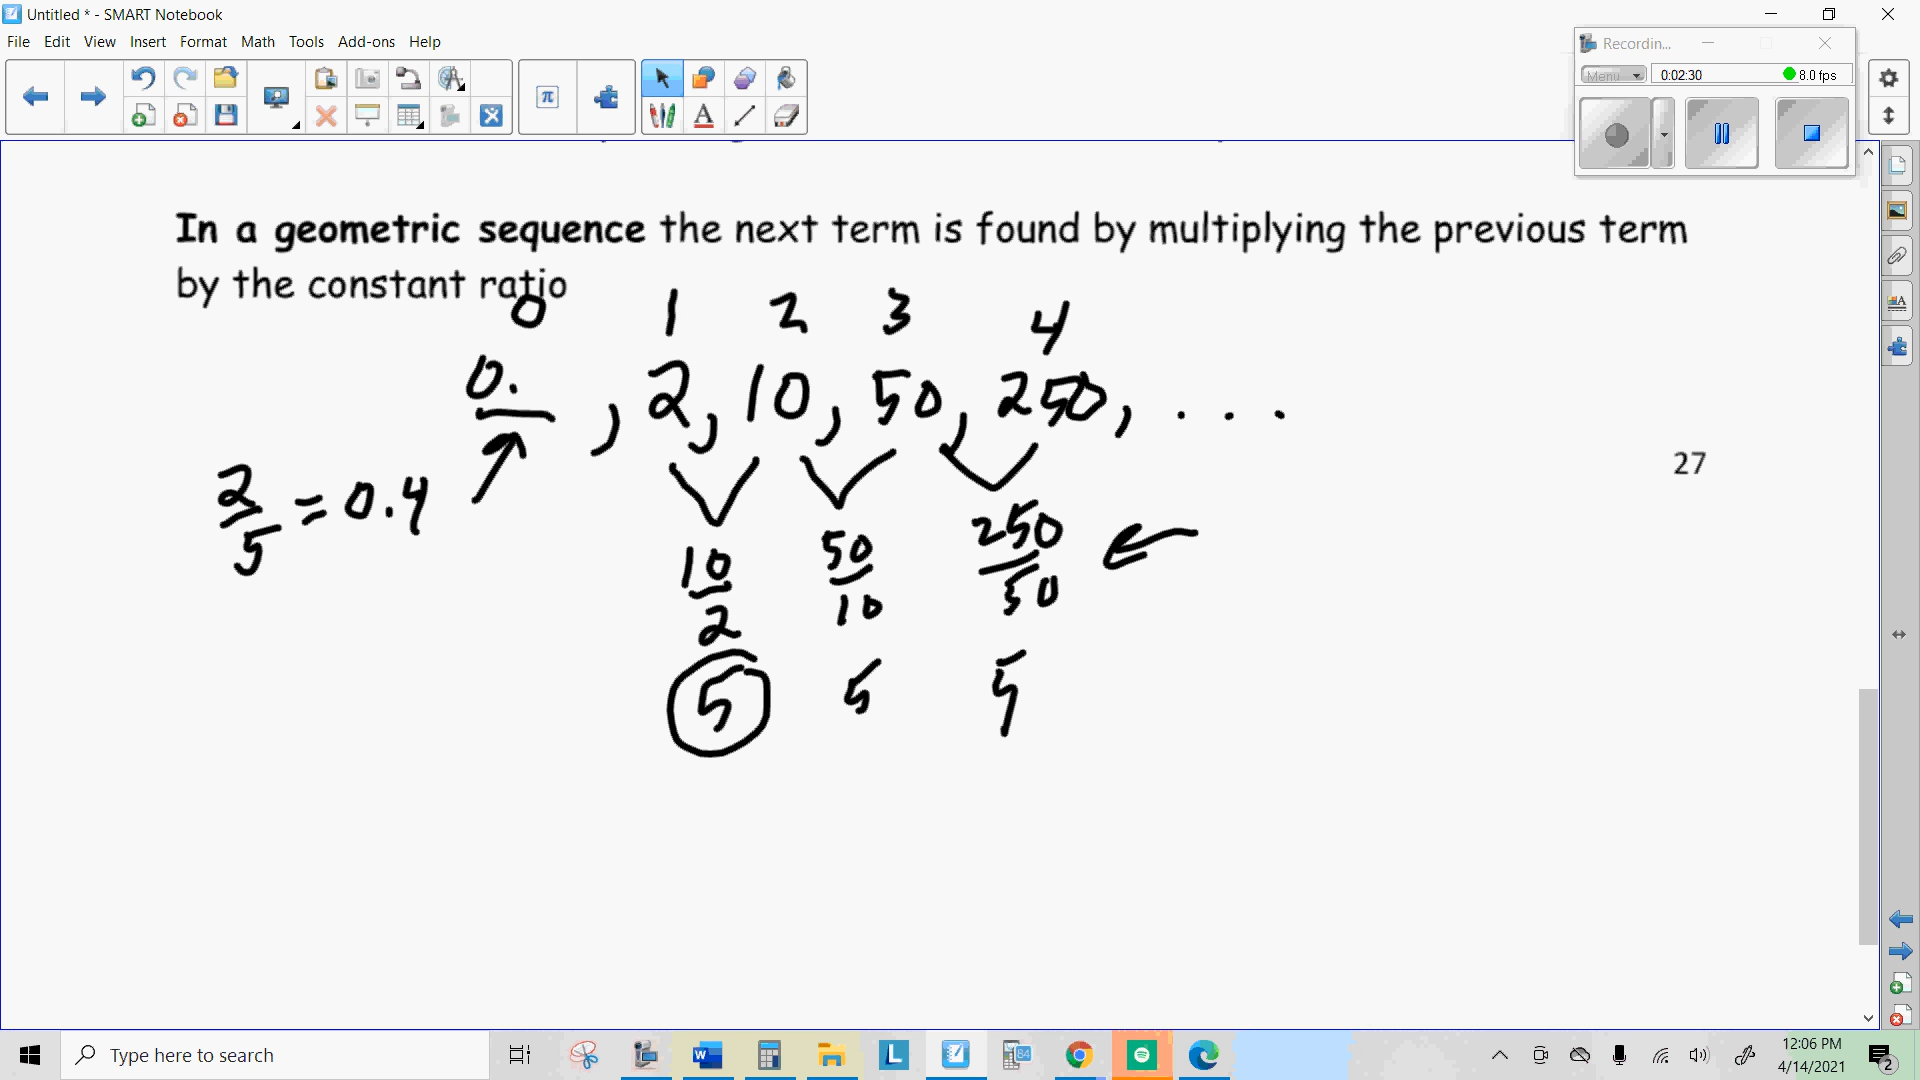 Untitled * - SMART Notebook
File Edit View Insert Format Math Tools Add-ons Help
Recordin...
Menu 0:02:30 8.0 fps
π
A
In a geometric sequence the next term is found by multiplying the previous term
by the constant ratio
0 1 2 3 4
0. , 2, 10, 50, 250, . . .
27
2/5 = 0.4
10/2 50/10 250/50
5 5 5
Type here to search
W L 84
12:06 PM
4/14/2021
2